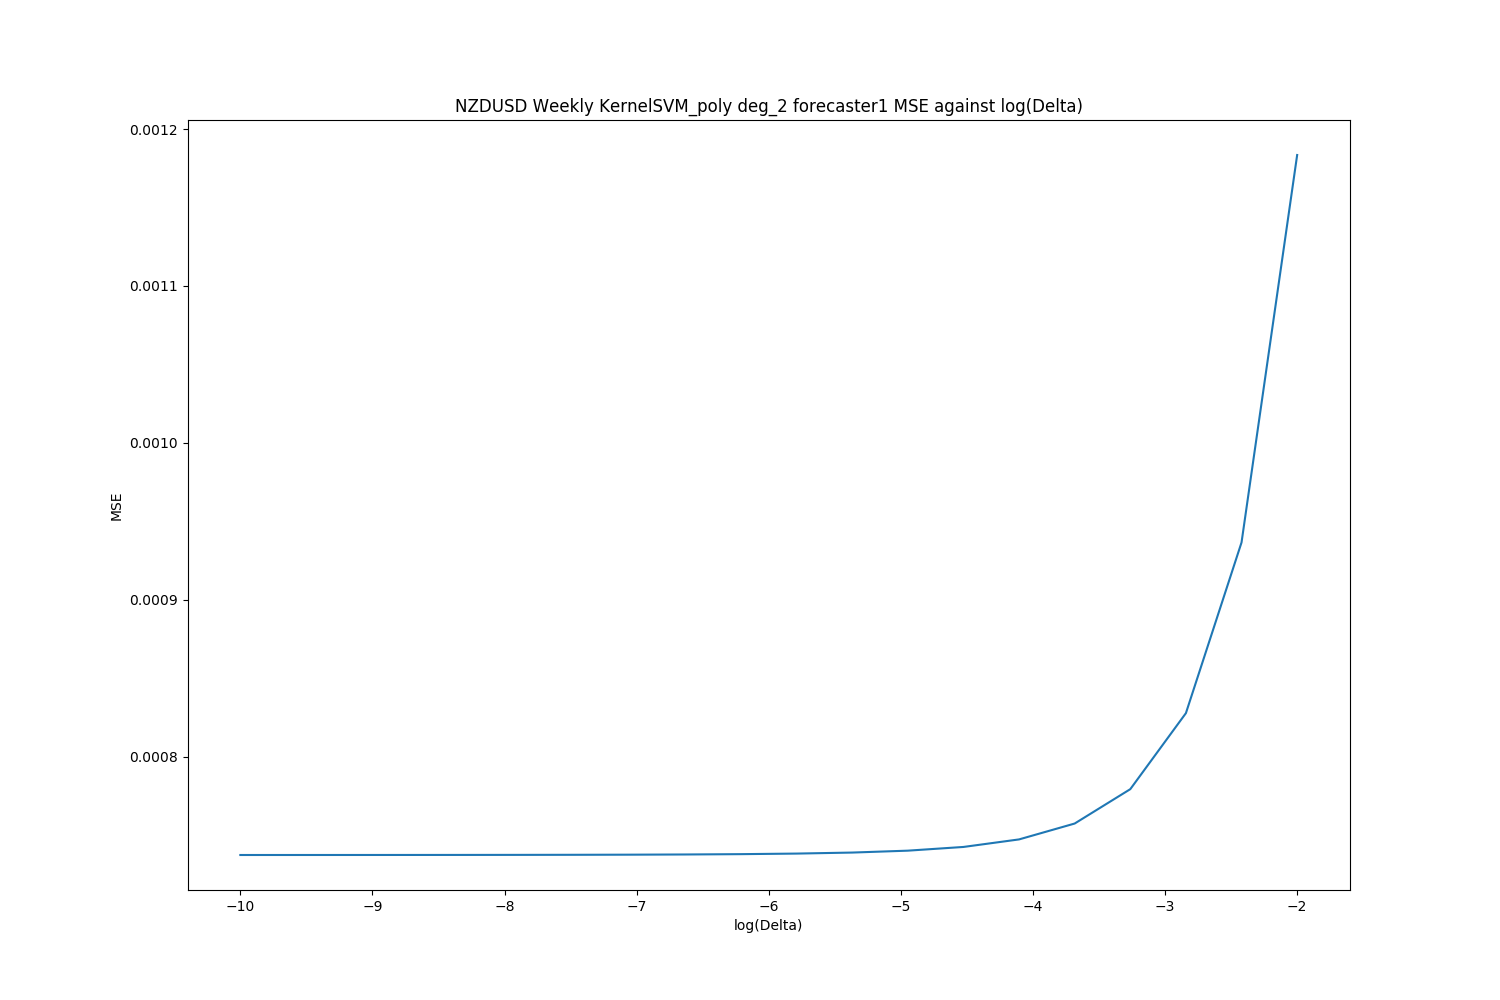 NZDUSD Weekly KernelSVM_poly deg_2 forecaster1 MSE against log(Delta)
0.0012
0.0011
0.0010
0.0009
0.0008
MSE
−10 −9 −8 −7 −6 −5 −4 −3 −2
log(Delta)